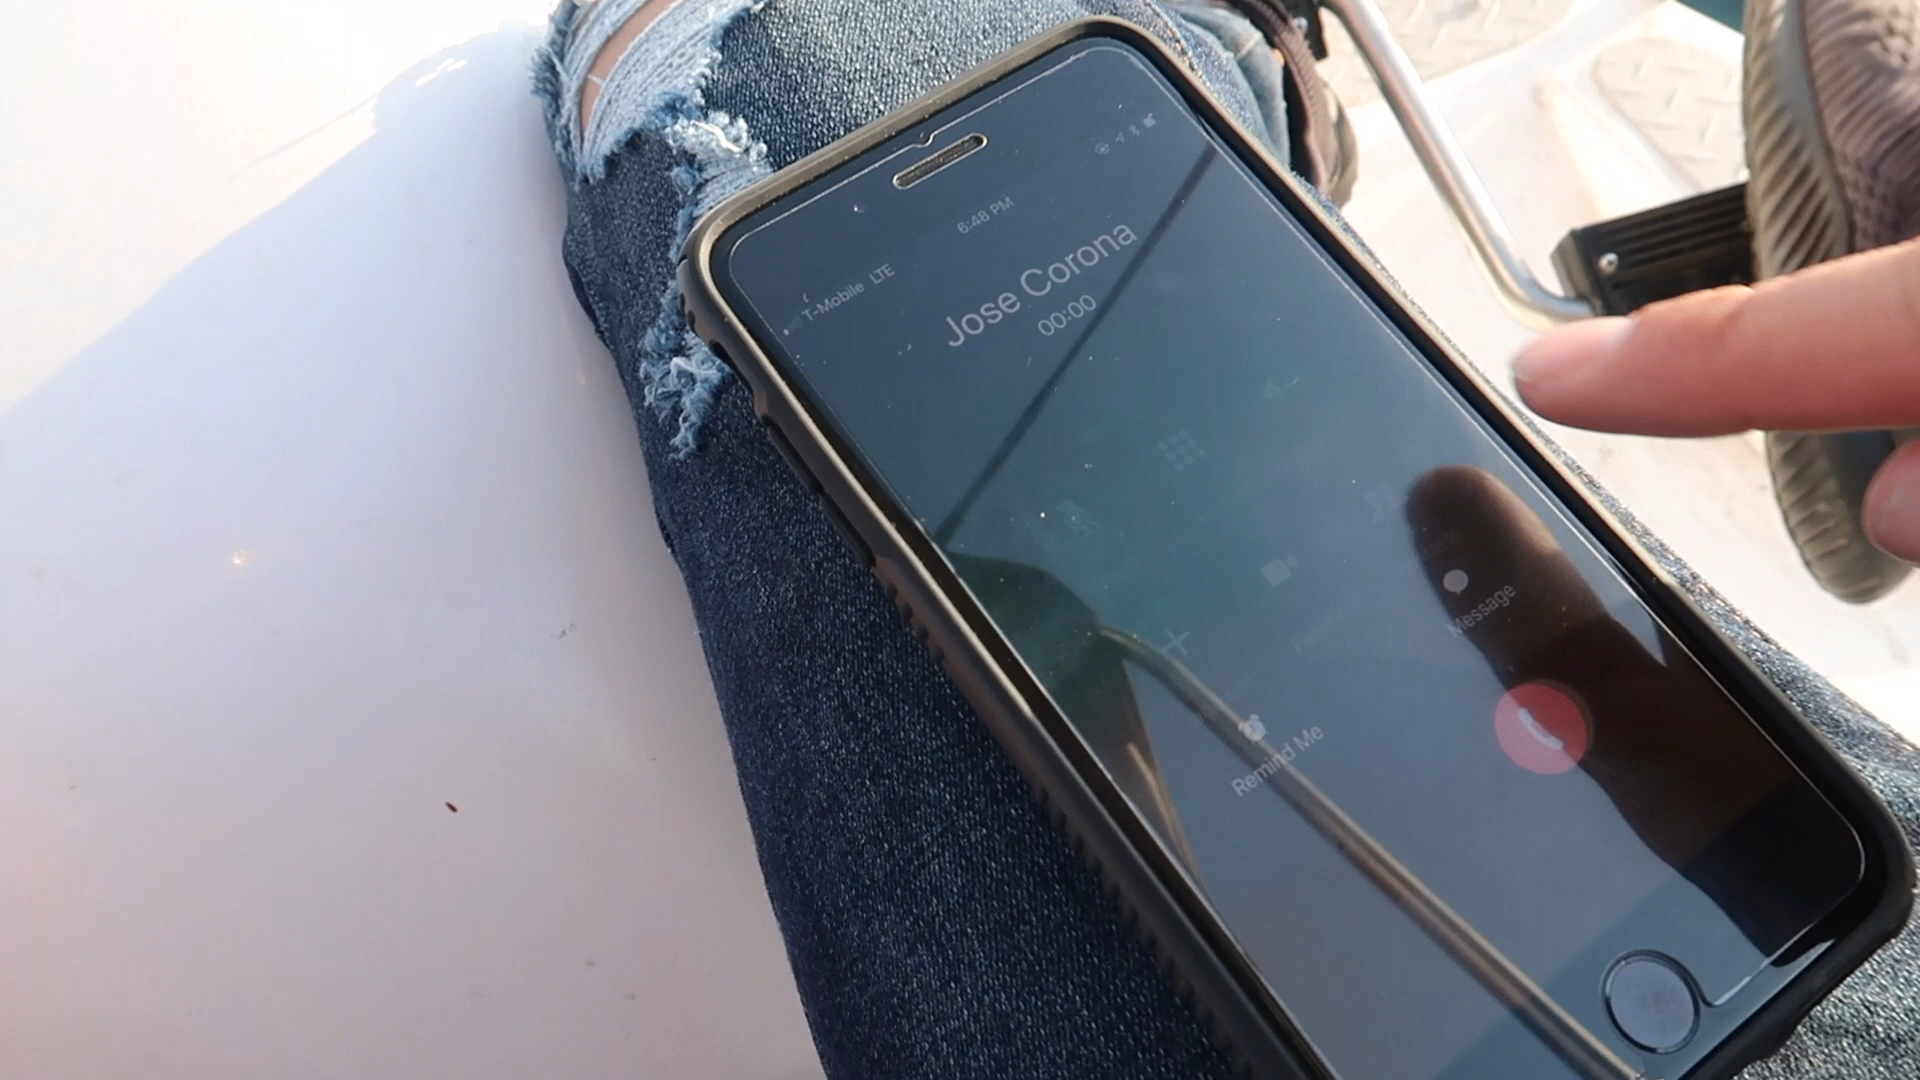 T-Mobile LTE
6:48 PM
Jose Corona
00:00
Message
Remind Me